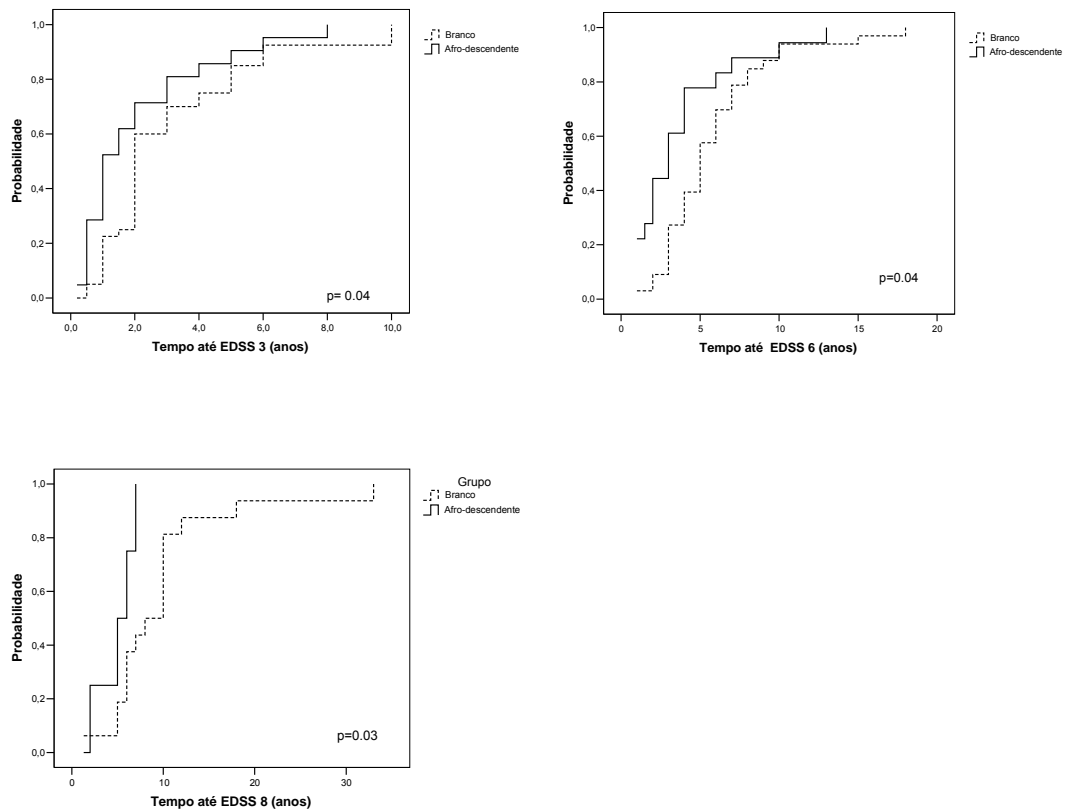 1,0
0,8
0,6
0,4
0,2
0,0
Probabilidade
0,0 2,0 4,0 6,0 8,0 10,0
Tempo até EDSS 3 (anos)
p= 0.04
Branco
Afro-descendente
1,0
0,8
0,6
0,4
0,2
0,0
Probabilidade
0 5 10 15 20
Tempo até EDSS 6 (anos)
p=0.04
Branco
Afro-descendente
1,0
0,8
0,6
0,4
0,2
0,0
Probabilidade
0 10 20 30
Tempo até EDSS 8 (anos)
p=0.03
Grupo
Branco
Afro-descendente